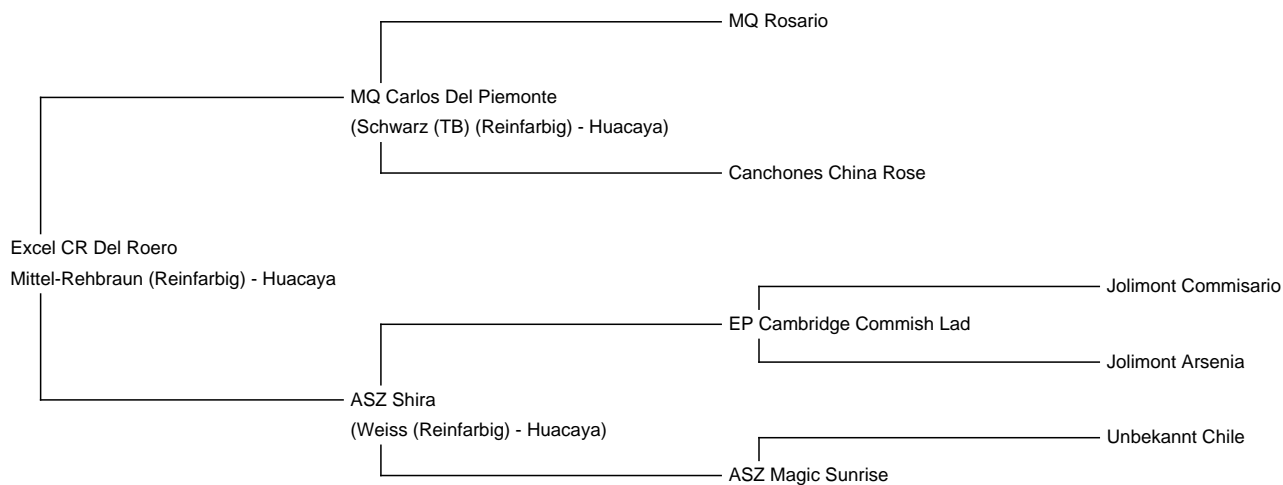 MQ Rosario
MQ Carlos Del Piemonte
(Schwarz (TB) (Reinfarbig) - Huacaya)
Canchones China Rose
Excel CR Del Roero
Mittel-Rehbraun (Reinfarbig) - Huacaya
Jolimont Commisario
EP Cambridge Commish Lad
Jolimont Arsenia
ASZ Shira
(Weiss (Reinfarbig) - Huacaya)
Unbekannt Chile
ASZ Magic Sunrise